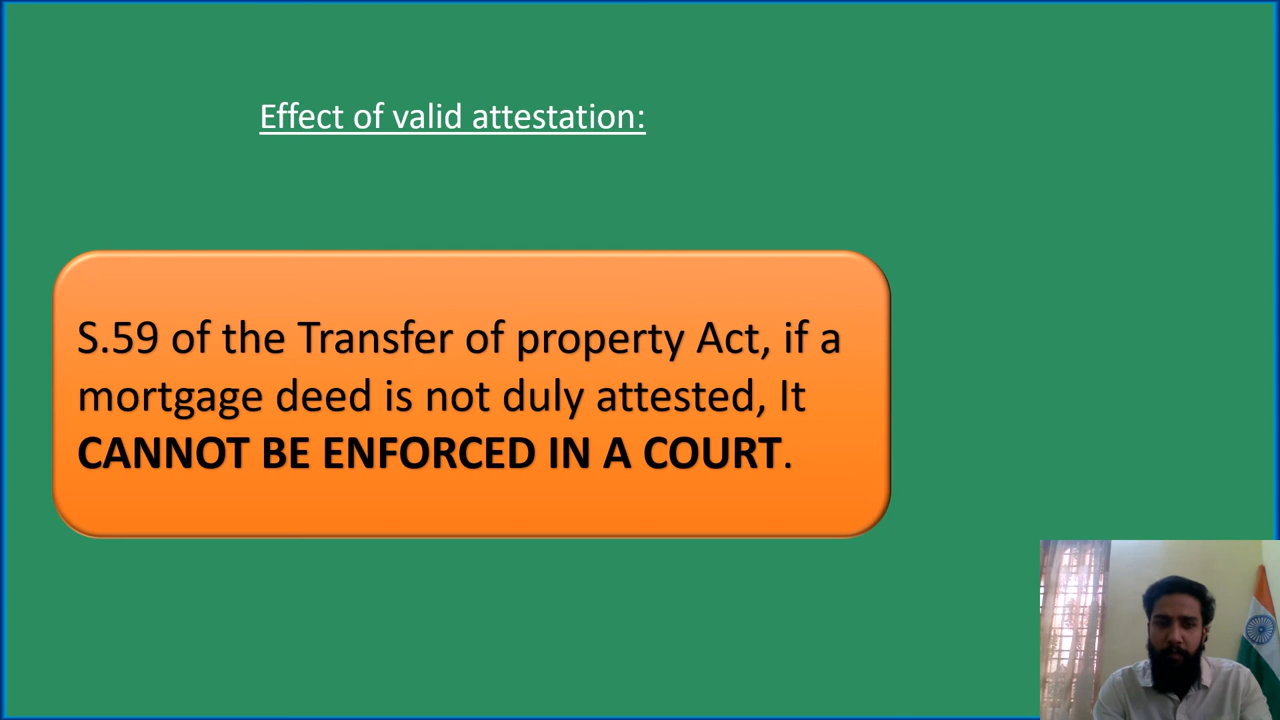 Effect of valid attestation:
S.59 of the Transfer of property Act, if a
mortgage deed is not duly attested, It
CANNOT BE ENFORCED IN A COURT.